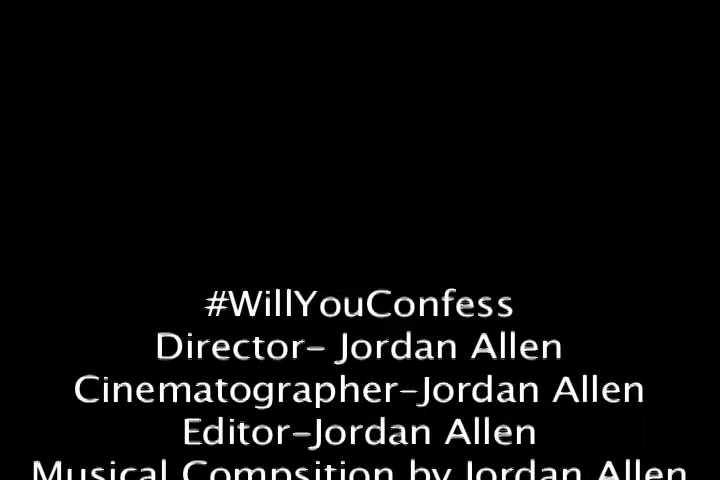 #WillYouConfess
Director- Jordan Allen
Cinematographer-Jordan Allen
Editor-Jordan Allen
Musical Compsition by Jordan Allen